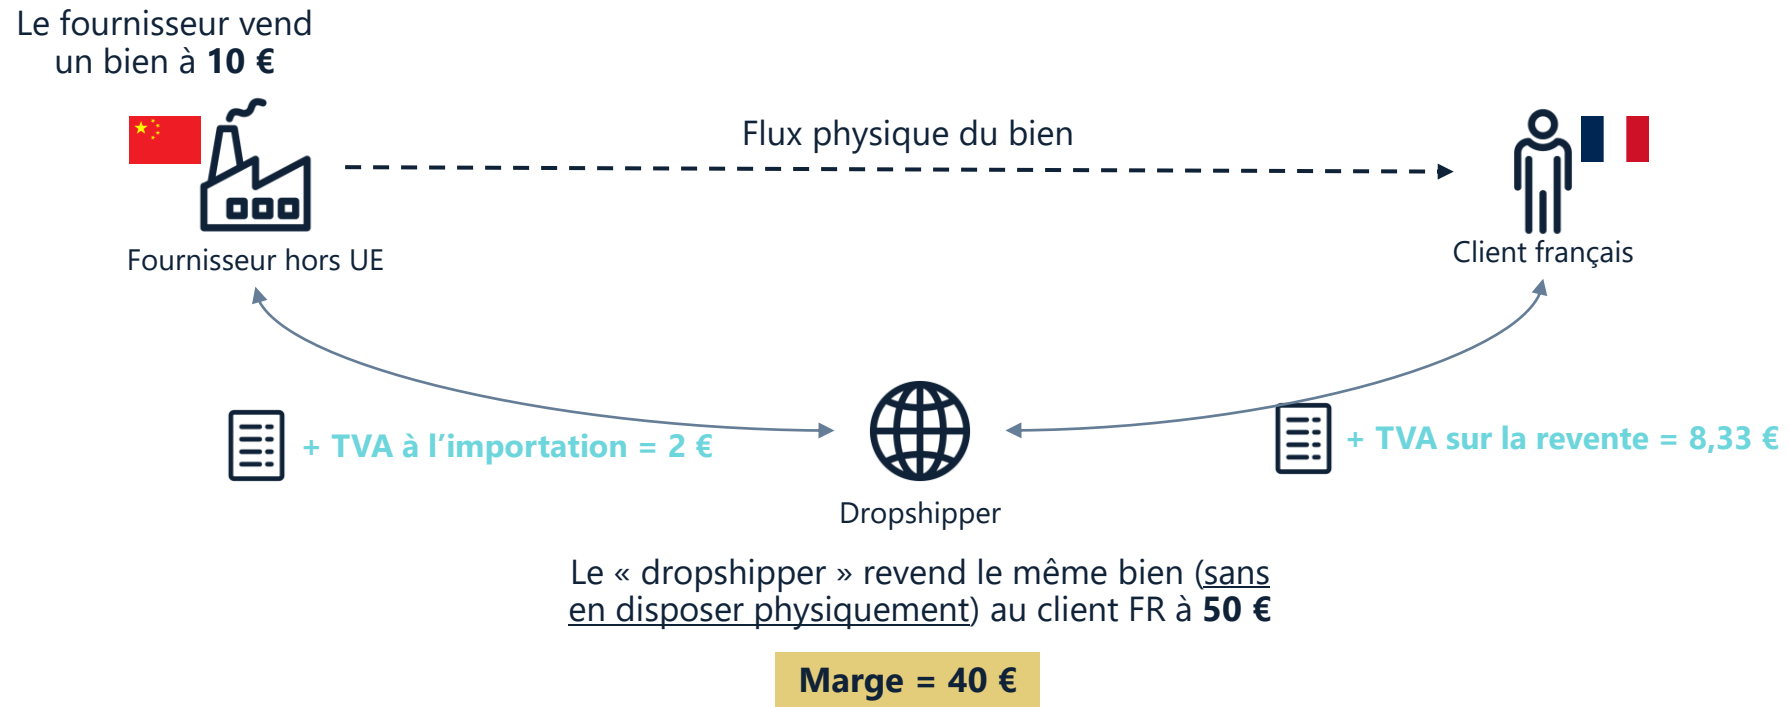 Le fournisseur vend
un bien à 10 €
Flux physique du bien
Fournisseur hors UE
Client français
+ TVA à l’importation = 2 €
+ TVA sur la revente = 8,33 €
Dropshipper
Le « dropshipper » revend le même bien (sans
en disposer physiquement) au client FR à 50 €
Marge = 40 €